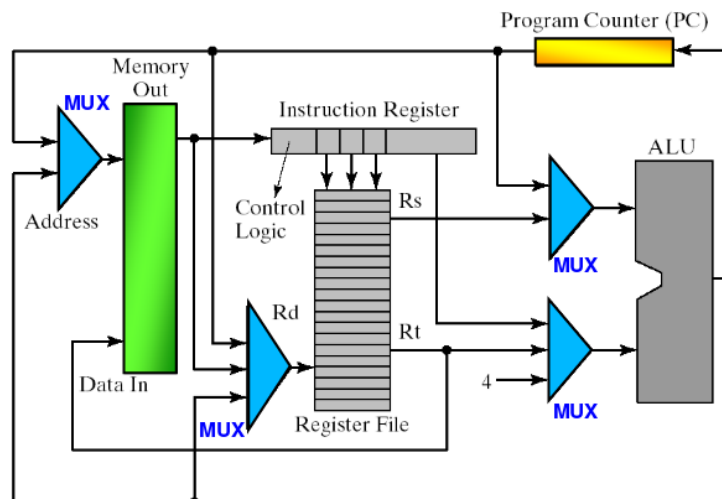 Program Counter (PC)
Memory
Out
MUX
Instruction Register
ALU
Address
Control
Logic
Rs
MUX
Rd
Rt
4
Data In
MUX
Register File
MUX